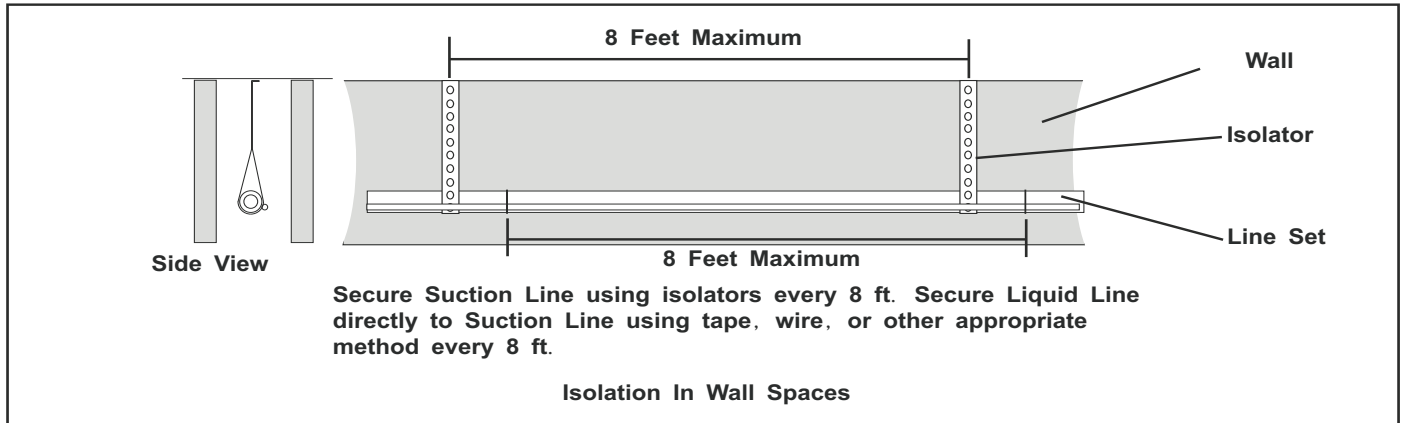 8 Feet Maximum
Wall
Isolator
Line Set
Side View
8 Feet Maximum
Secure Suction Line using isolators every 8 ft. Secure Liquid Line
directly to Suction Line using tape, wire, or other appropriate
method every 8 ft.
Isolation In Wall Spaces